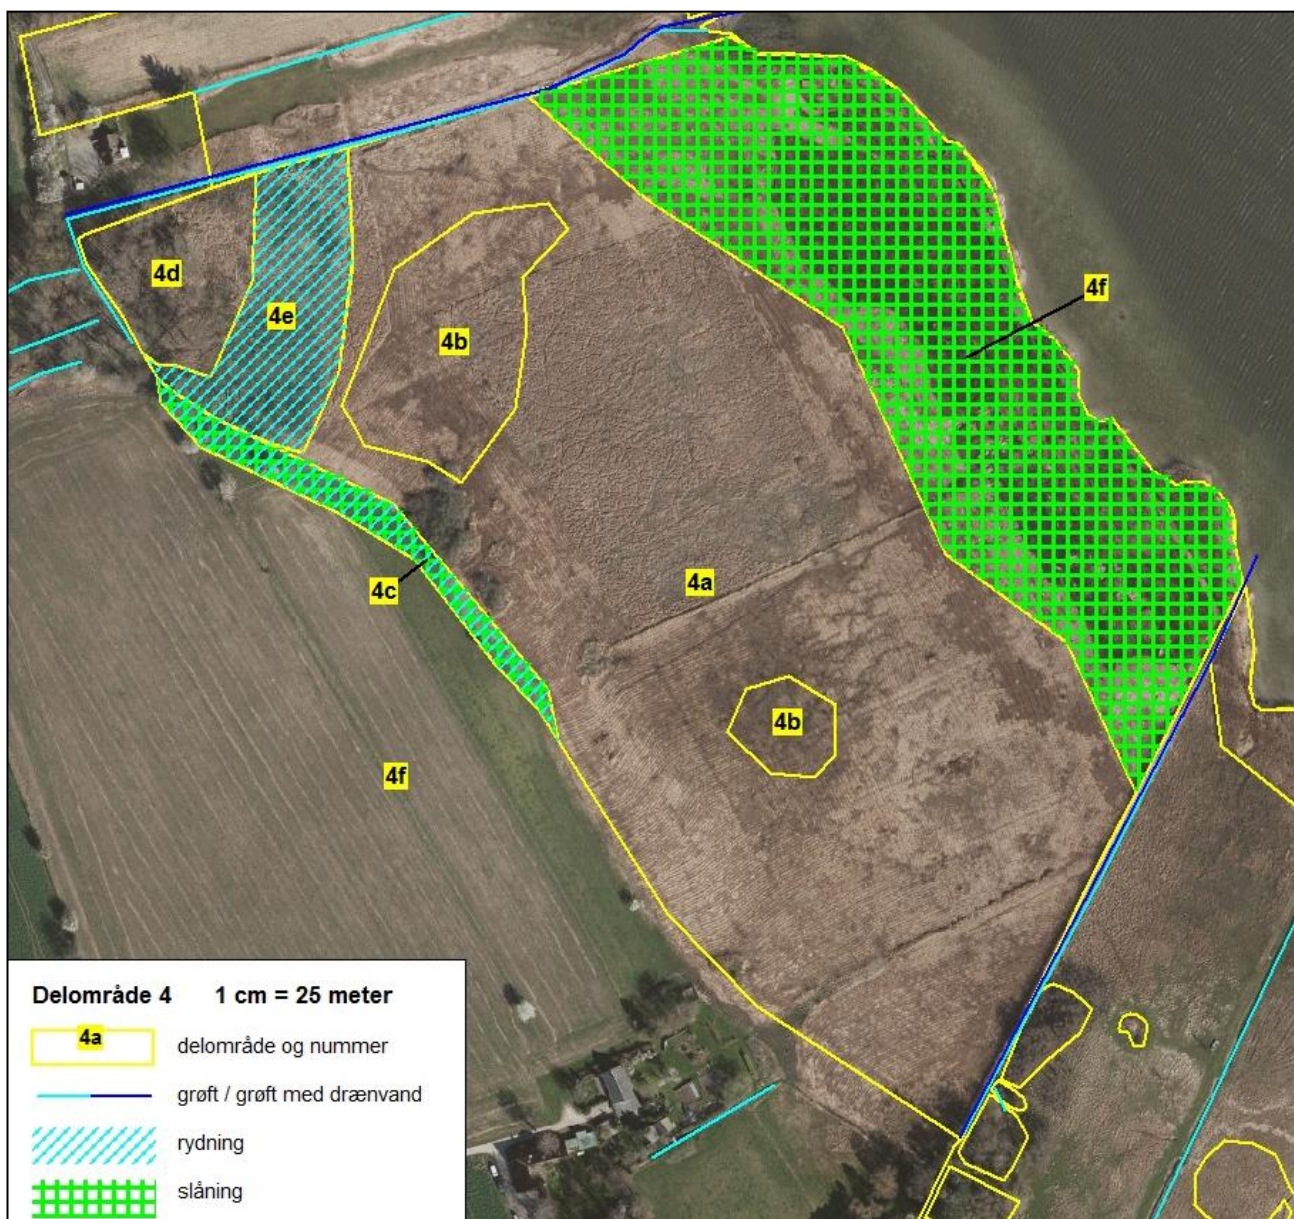 4d
4e
4b
4f
4a
4c
4b
4f
Delområde 4 1 cm = 25 meter
4a
delområde og nummer
grøft / grøft med drænvand
rydning
slåning